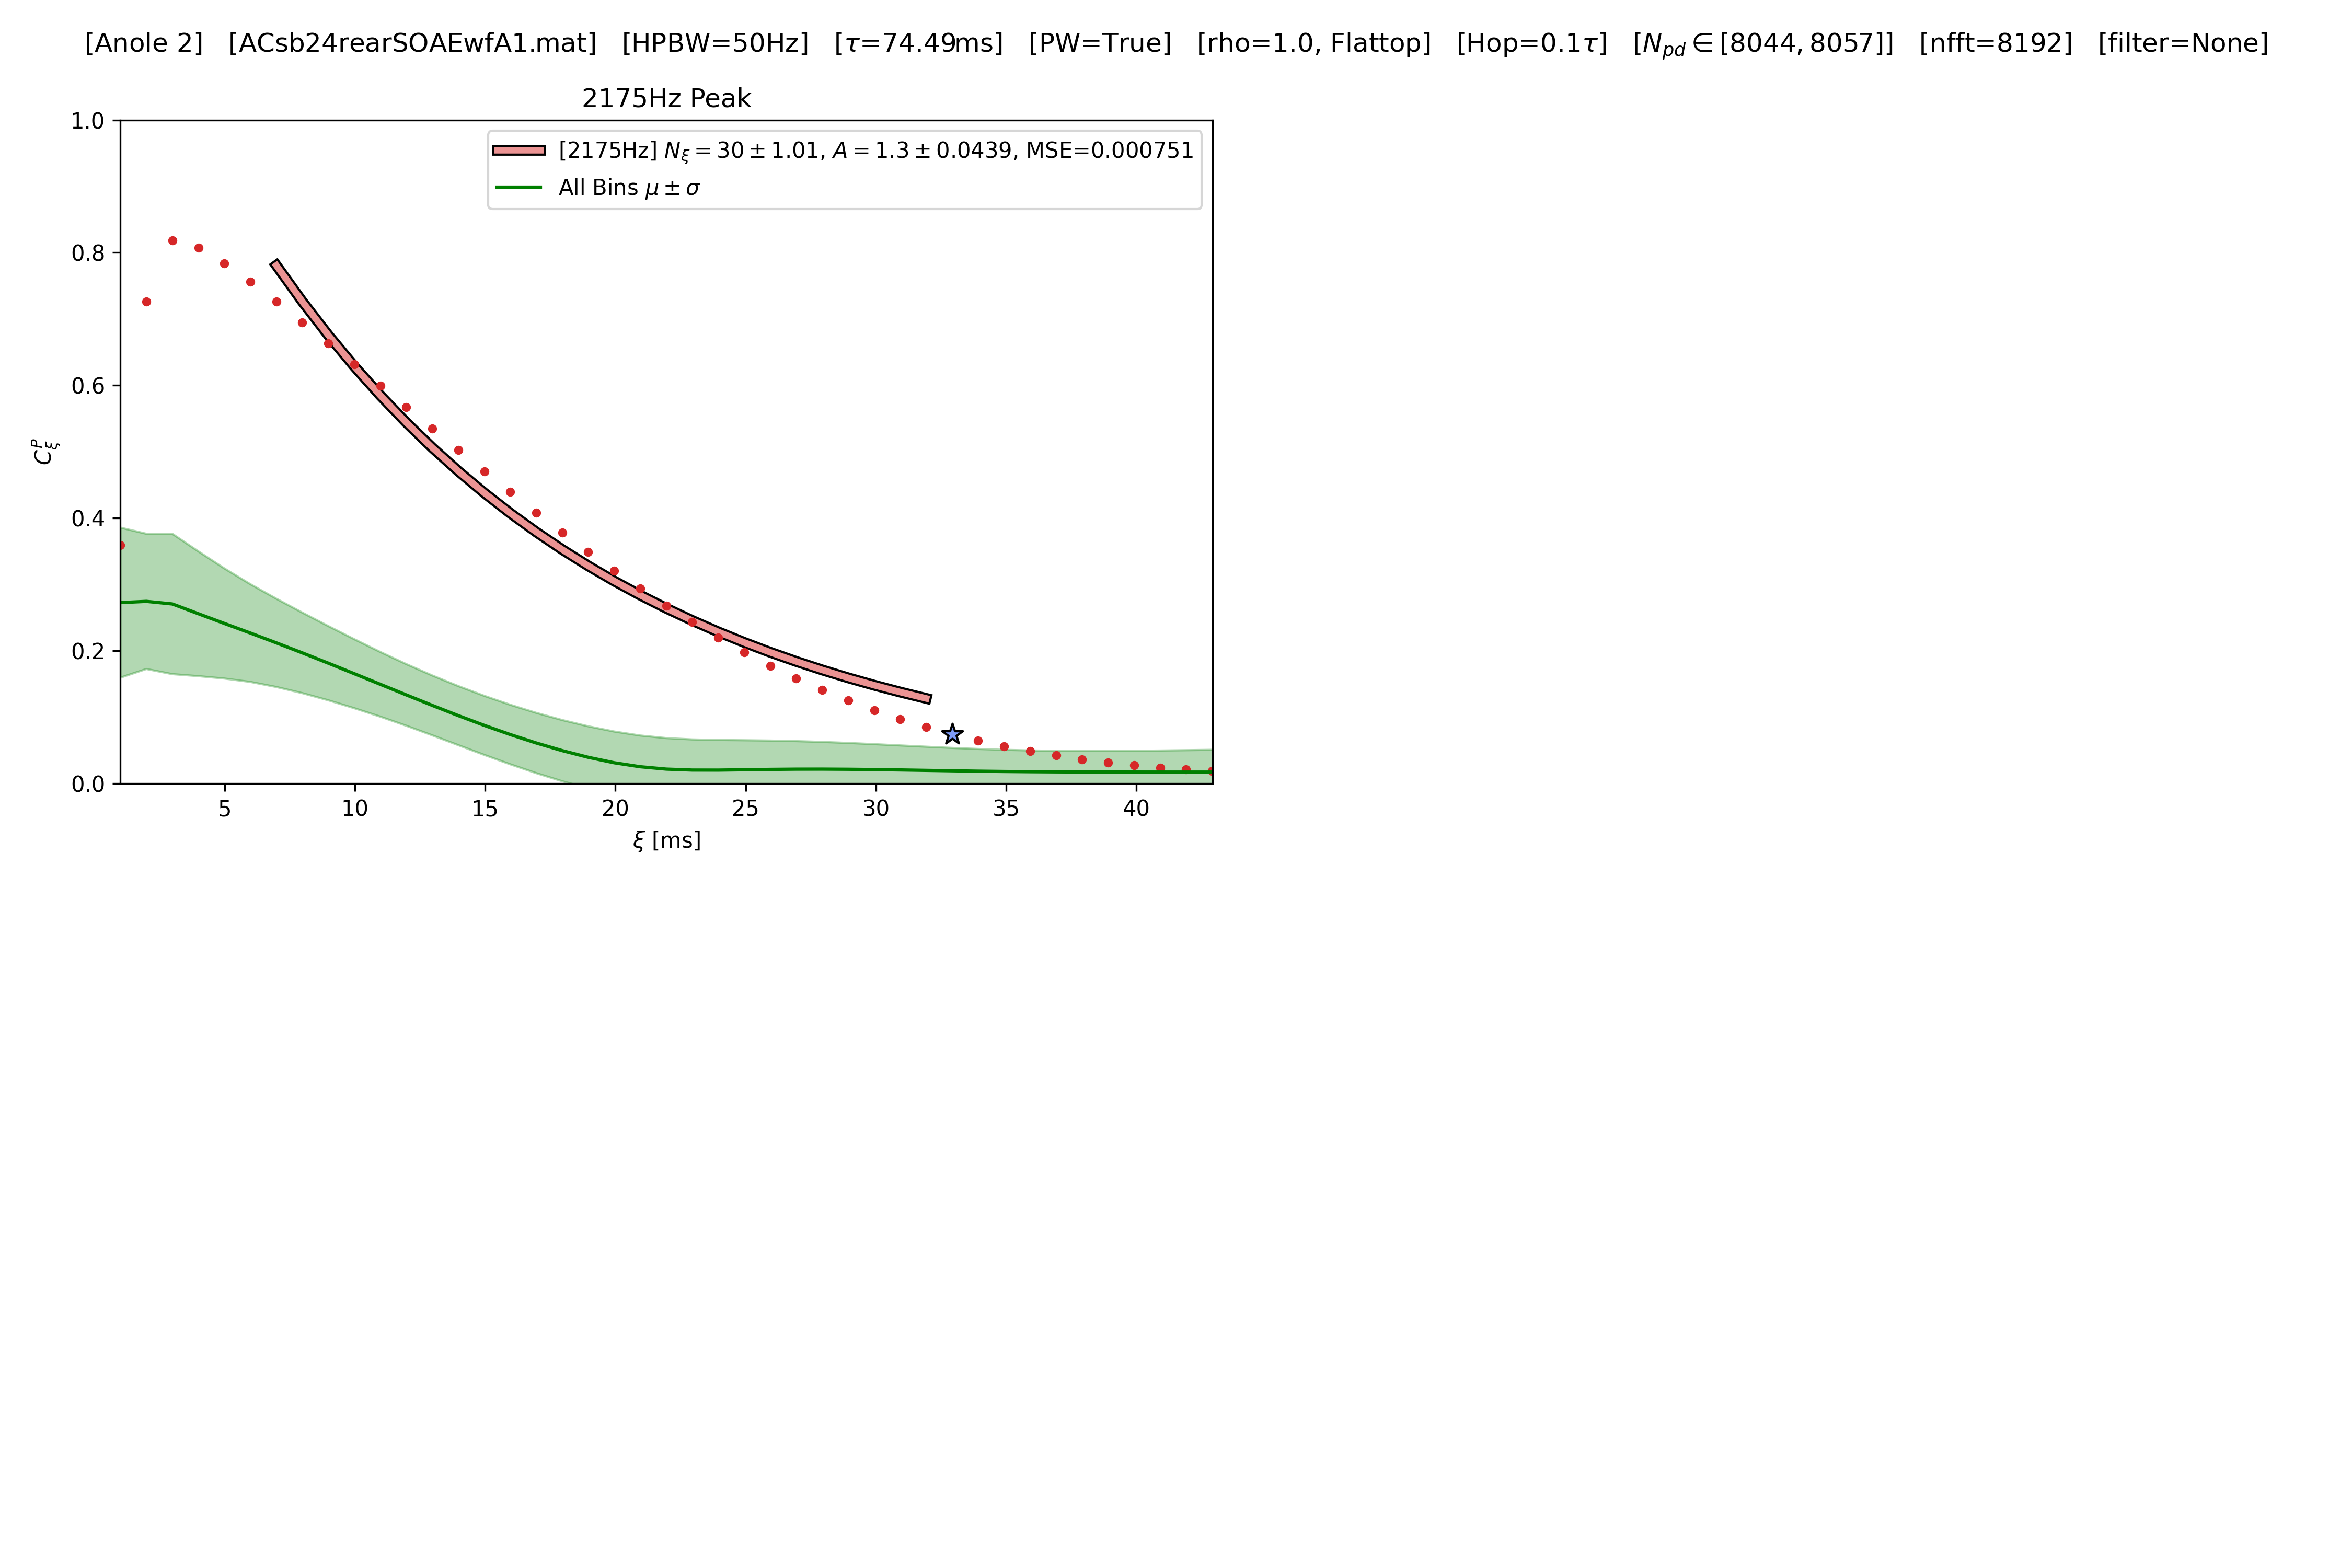 [Anole 2] [ACsb24rearSOAEwfA1.mat] [HPBW=50Hz] [τ=74.49ms] [PW=True] [rho=1.0, Flattop] [Hop=0.1τ] [N_pd ∈ [8044, 8057]] [nfft=8192] [filter=None]
2175Hz Peak
[2175Hz] N_ξ = 30 ± 1.01, A = 1.3 ± 0.0439, MSE=0.000751
All Bins μ ± σ
1.0
0.8
0.6
0.4
0.2
0.0
C_ξ^P
5 10 15 20 25 30 35 40
ξ [ms]